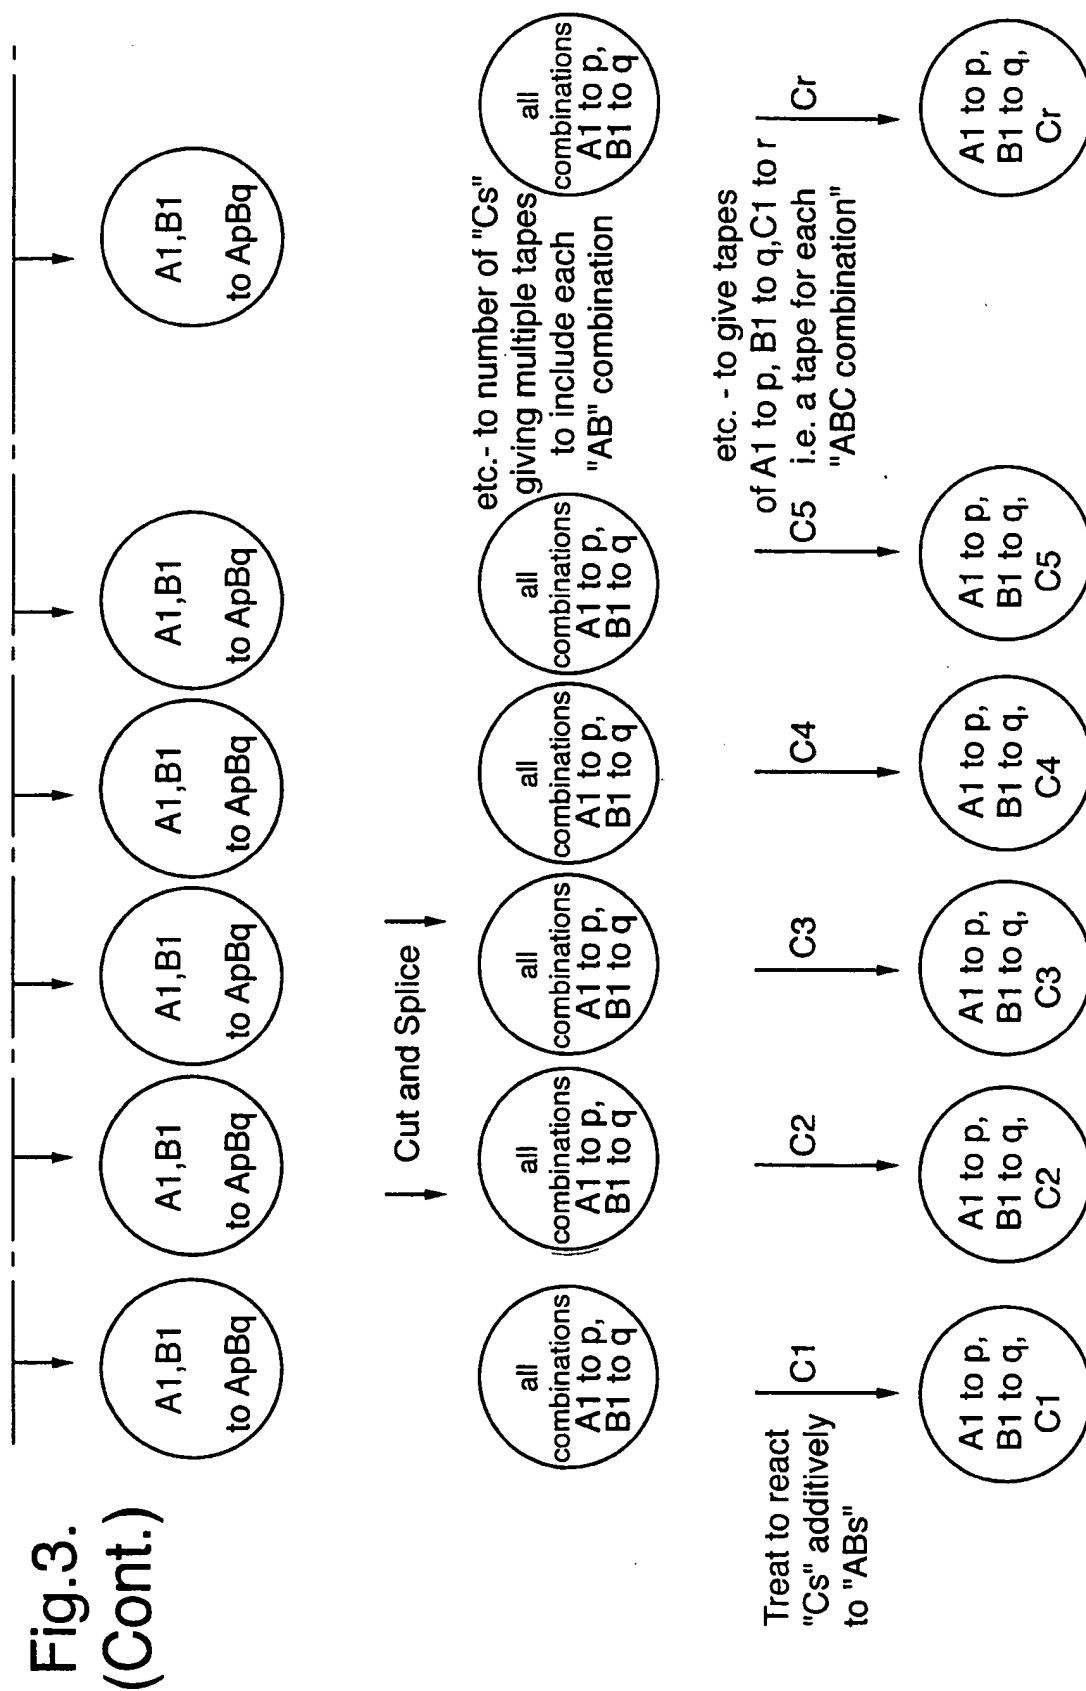 Fig.3.
(Cont.)
A1,B1
to ApBq
A1,B1
to ApBq
A1,B1
to ApBq
A1,B1
to ApBq
A1,B1
to ApBq
A1,B1
to ApBq
Cut and Splice
all
combinations
A1 to p,
B1 to q
all
combinations
A1 to p,
B1 to q
all
combinations
A1 to p,
B1 to q
all
combinations
A1 to p,
B1 to q
all
combinations
A1 to p,
B1 to q
etc.- to number of "Cs"
giving multiple tapes
to include each
"AB" combination
all
combinations
A1 to p,
B1 to q
Treat to react
"Cs" additively
to "ABs"
C1
C2
C3
C4
C5
etc. - to give tapes
of A1 to p, B1 to q,C1 to r
i.e. a tape for each
"ABC combination"
Cr
A1 to p,
B1 to q,
C1
A1 to p,
B1 to q,
C2
A1 to p,
B1 to q,
C3
A1 to p,
B1 to q,
C4
A1 to p,
B1 to q,
C5
A1 to p,
B1 to q,
Cr